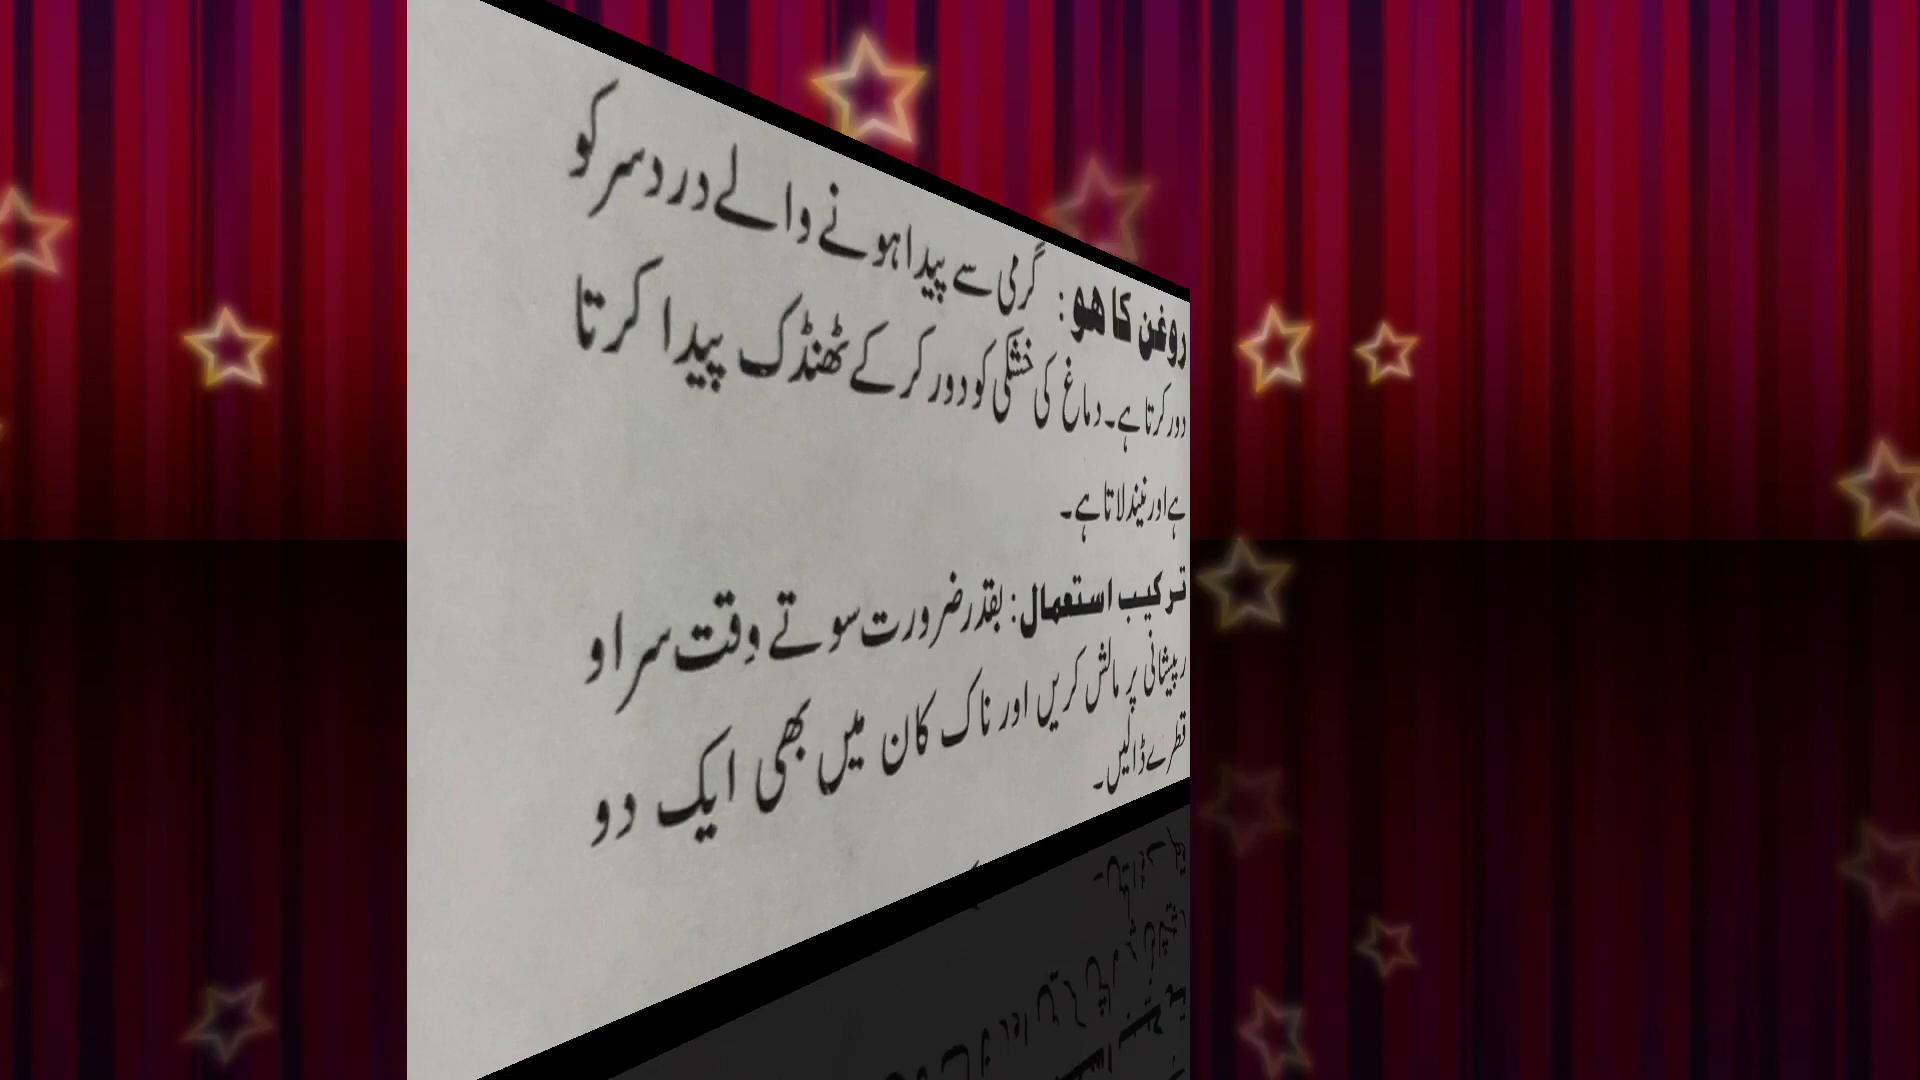 روغن کاھو : گرمی سے پیدا ہونے والے درد سر کو
دور کرتا ہے۔ دماغ کی خشکی کو دور کر کے ٹھنڈک پیدا کرتا
ہے اور نیند لاتا ہے۔
ترکیب استعمال : بقدر ضرورت سوتے وقت سر او
ر پیشانی پر مالش کریں اور ناک کان میں بھی ایک دو
قطرے ڈالیں۔